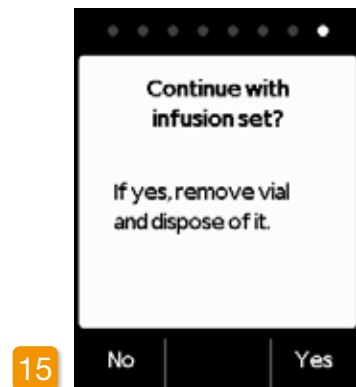 Continue with
infusion set?
If yes, remove vial
and dispose of it.
15
No
Yes